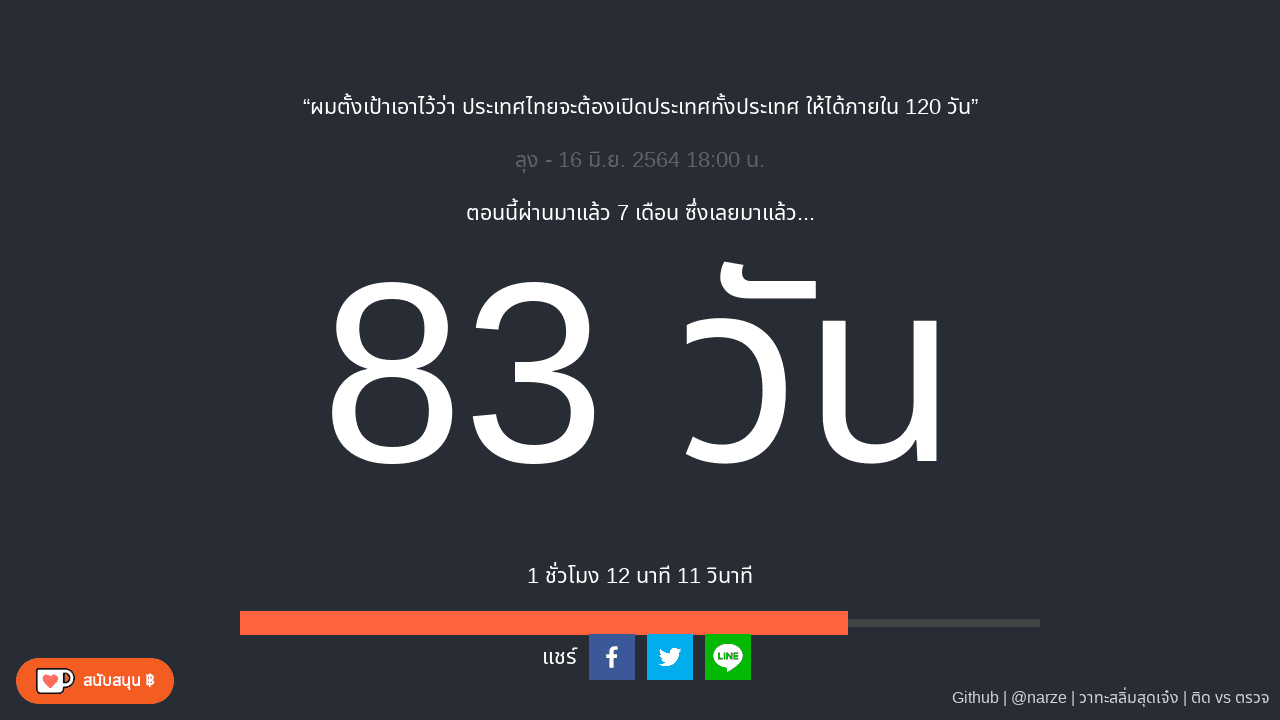 “ผมตั้งเป้าเอาไว้ว่า ประเทศไทยจะต้องเปิดประเทศทั้งประเทศ ให้ได้ภายใน 120 วัน”
ลุง - 16 มิ.ย. 2564 18:00 น.
ตอนนี้ผ่านมาแล้ว 7 เดือน ซึ่งเลยมาแล้ว...
83 วัน
1 ชั่วโมง 12 นาที 11 วินาที
แชร์
LINE
สนับสนุน ฿
Github | @narze | วาทะสลิ่มสุดเจ๋ง | ติด vs ตรวจ